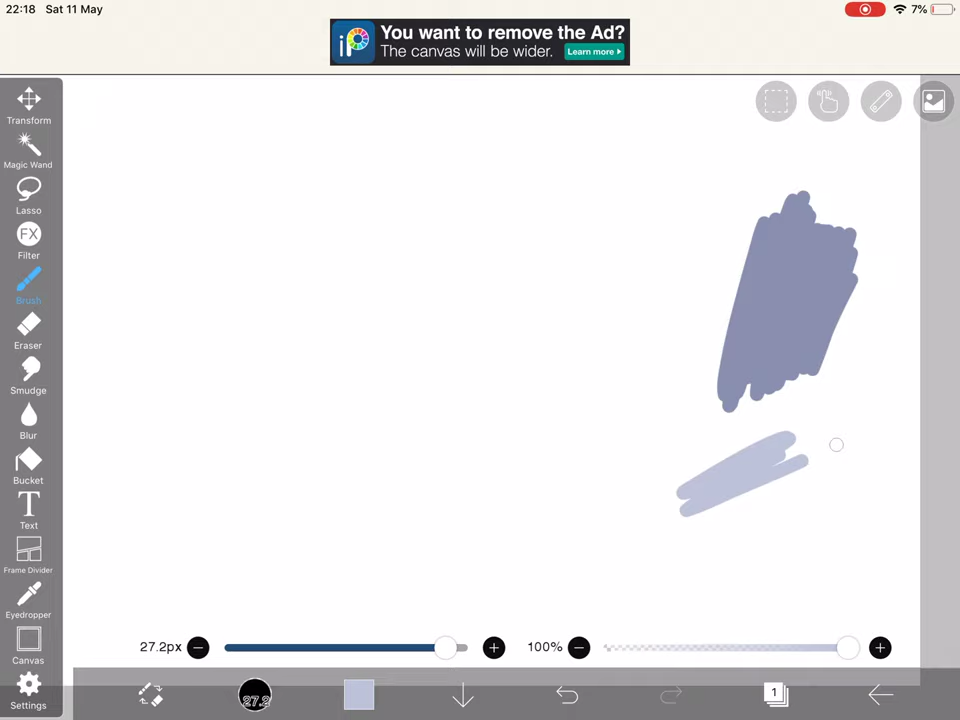 22:18 Sat 11 May
7%
iP
You want to remove the Ad?
The canvas will be wider.
Learn more
Transform
Magic Wand
Lasso
FX
Filter
Brush
Eraser
Smudge
Blur
Bucket
T
Text
Frame Divider
Eyedropper
Canvas
Settings
27.2px
100%
27.2
1